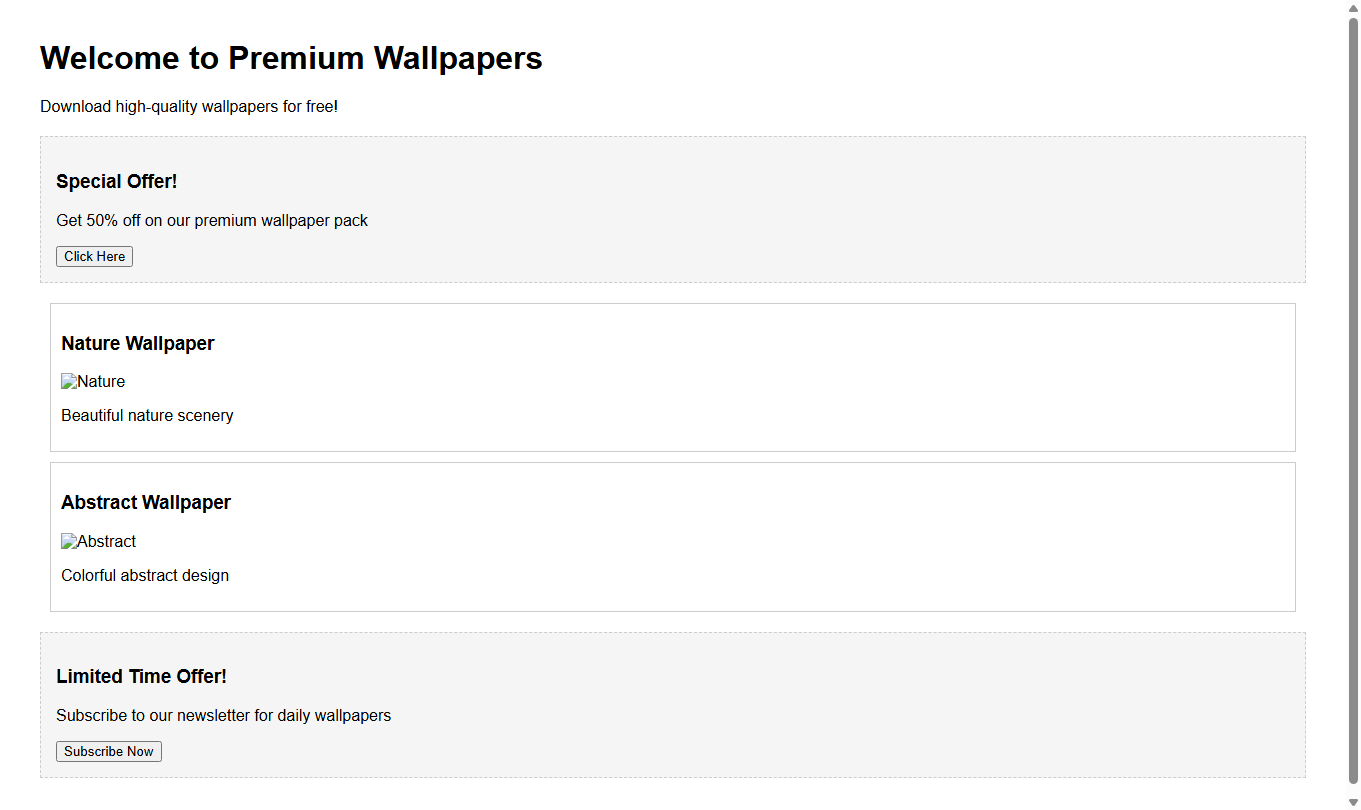 Welcome to Premium Wallpapers
Download high-quality wallpapers for free!
Special Offer!
Get 50% off on our premium wallpaper pack
Click Here
Nature Wallpaper
Nature
Beautiful nature scenery
Abstract Wallpaper
Abstract
Colorful abstract design
Limited Time Offer!
Subscribe to our newsletter for daily wallpapers
Subscribe Now